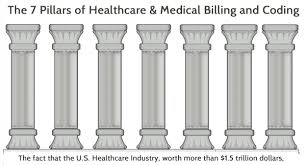 The 7 Pillars of Healthcare & Medical Billing and Coding
The fact that the U.S. Healthcare Industry, worth more than $1.5 trillion dollars,